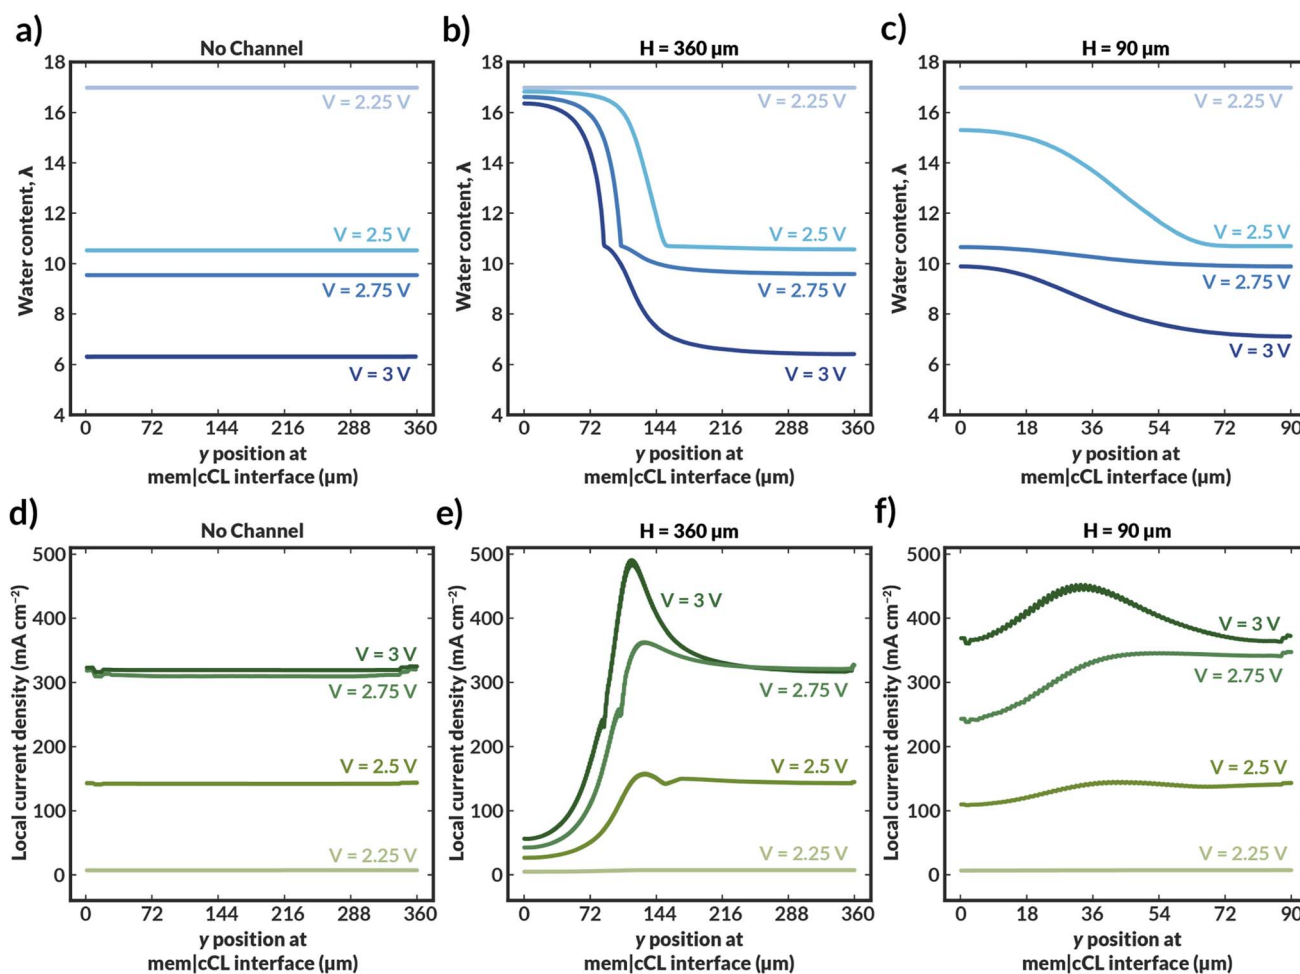 a)
No Channel
18
16
14
12
10
8
6
4
Water content, λ
V = 2.25 V
V = 2.5 V
V = 2.75 V
V = 3 V
0 72 144 216 288 360
y position at
mem|cCL interface (μm)
b)
H = 360 μm
18
16
14
12
10
8
6
4
Water content, λ
V = 2.25 V
V = 2.5 V
V = 2.75 V
V = 3 V
0 72 144 216 288 360
y position at
mem|cCL interface (μm)
c)
H = 90 μm
18
16
14
12
10
8
6
4
Water content, λ
V = 2.25 V
V = 2.5 V
V = 2.75 V
V = 3 V
0 18 36 54 72 90
y position at
mem|cCL interface (μm)
d)
No Channel
500
400
300
200
100
0
Local current density (mA cm⁻²)
V = 3 V
V = 2.75 V
V = 2.5 V
V = 2.25 V
0 72 144 216 288 360
y position at
mem|cCL interface (μm)
e)
H = 360 μm
500
400
300
200
100
0
Local current density (mA cm⁻²)
V = 3 V
V = 2.75 V
V = 2.5 V
V = 2.25 V
0 72 144 216 288 360
y position at
mem|cCL interface (μm)
f)
H = 90 μm
500
400
300
200
100
0
Local current density (mA cm⁻²)
V = 3 V
V = 2.75 V
V = 2.5 V
V = 2.25 V
0 18 36 54 72 90
y position at
mem|cCL interface (μm)